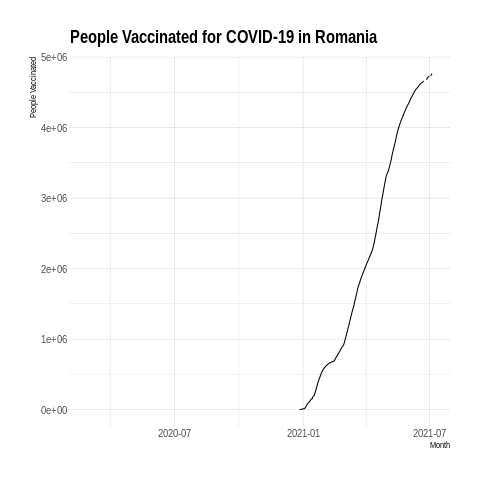 People Vaccinated for COVID-19 in Romania
People Vaccinated
5e+06
4e+06
3e+06
2e+06
1e+06
0e+00
2020-07
2021-01
2021-07
Month